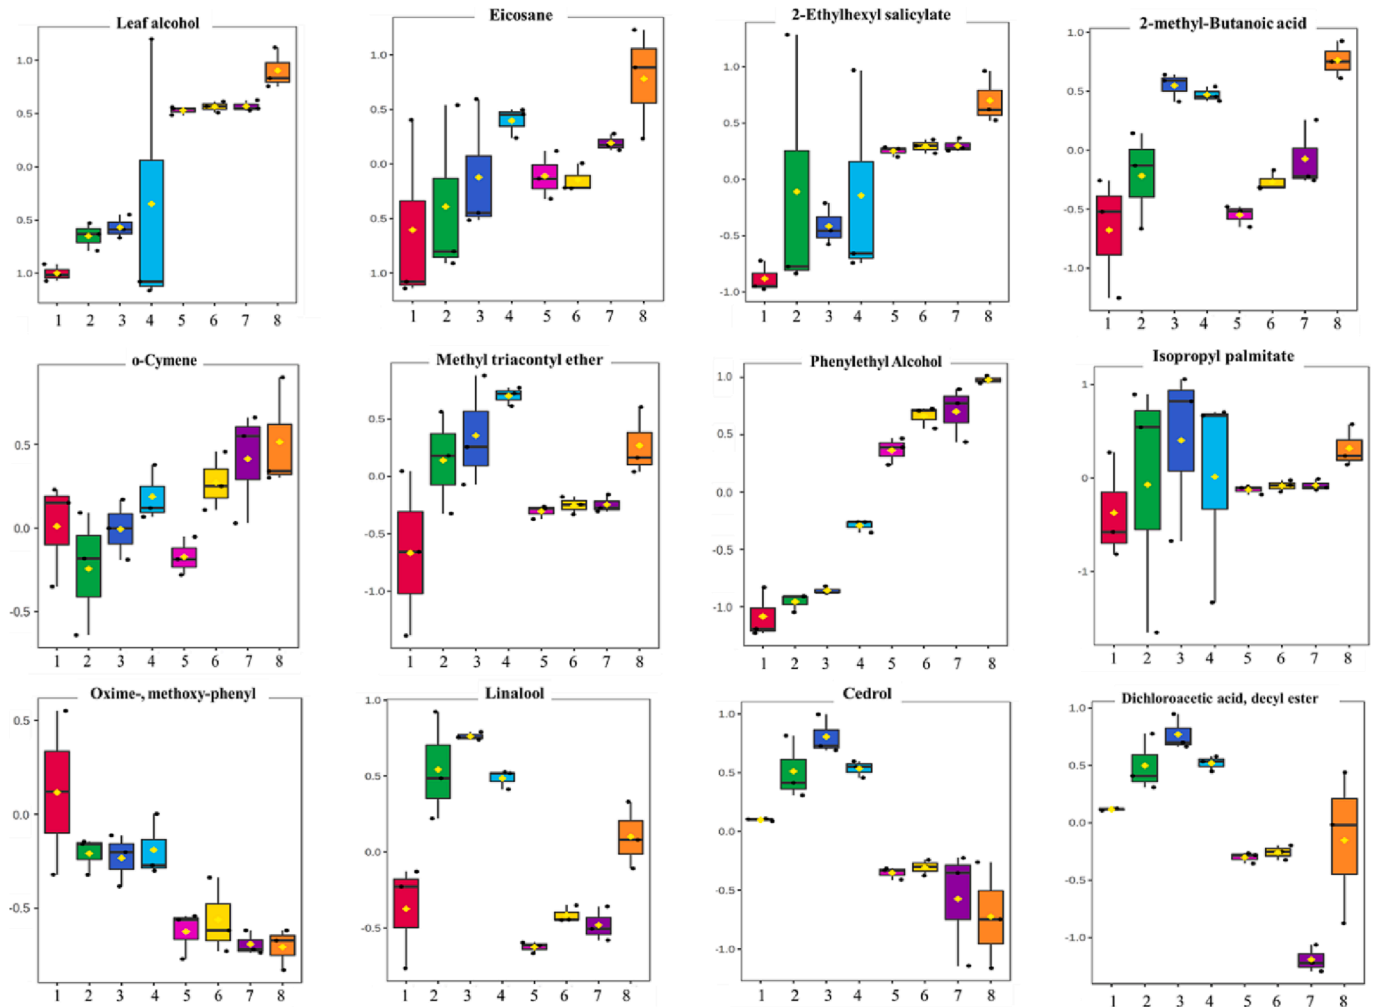 Leaf alcohol
1.0
0.5
0.0
0.5
1.0
1 2 3 4 5 6 7 8
Eicosane
1.0
0.5
0.0
0.5
1.0
1 2 3 4 5 6 7 8
2-Ethylhexyl salicylate
1.0
0.5
0.0
-0.5
-1.0
1 2 3 4 5 6 7 8
2-methyl-Butanoic acid
1.0
0.5
0.0
-0.5
-1.0
1 2 3 4 5 6 7 8
o-Cymene
0.5
0.0
-0.5
1 2 3 4 5 6 7 8
Methyl triacontyl ether
0.5
0.0
-0.5
-1.0
1 2 3 4 5 6 7 8
Phenylethyl Alcohol
1.0
0.5
0.0
-0.5
-1.0
1 2 3 4 5 6 7 8
Isopropyl palmitate
1
0
-1
1 2 3 4 5 6 7 8
Oxime-, methoxy-phenyl
0.5
0.0
-0.5
1 2 3 4 5 6 7 8
Linalool
1.0
0.5
0.0
-0.5
1 2 3 4 5 6 7 8
Cedrol
1.0
0.5
0.0
-0.5
-1.0
1 2 3 4 5 6 7 8
Dichloroacetic acid, decyl ester
1.0
0.5
0.0
-0.5
-1.0
1 2 3 4 5 6 7 8